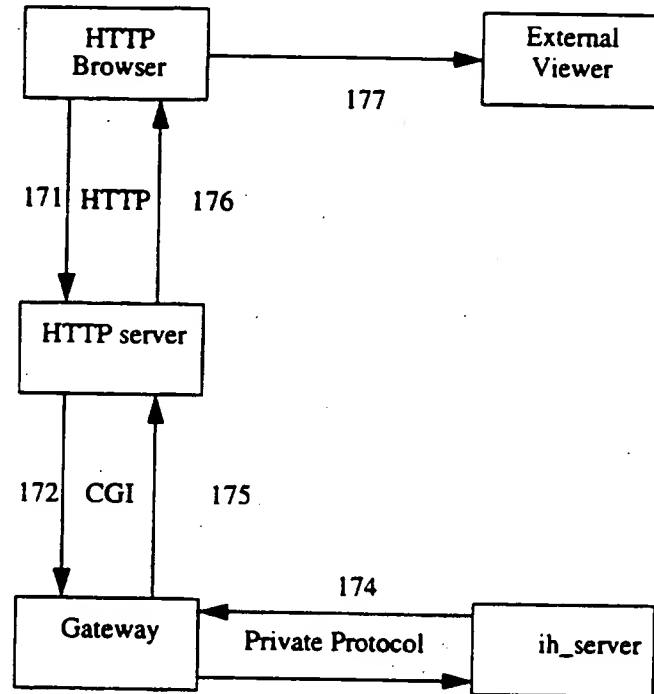 HTTP
Browser
External
Viewer
177
171 HTTP 176
HTTP server
172 CGI 175
174
Gateway
Private Protocol
ih_server